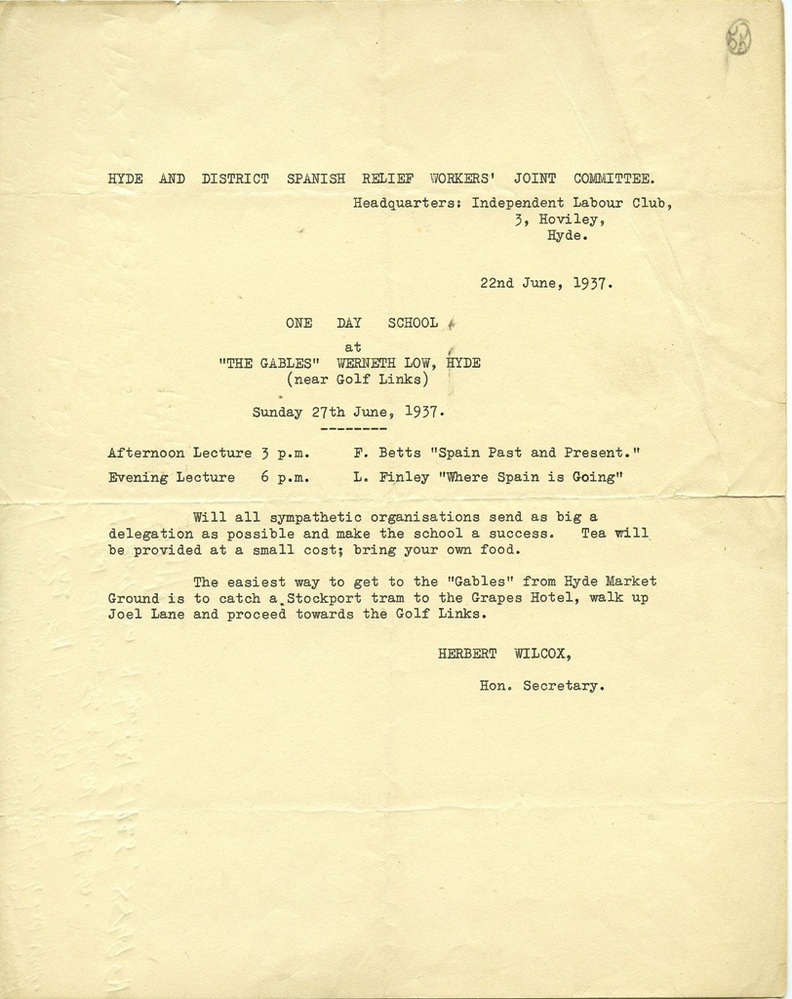 HYDE AND DISTRICT SPANISH RELIEF WORKERS' JOINT COMMITTEE.
Headquarters: Independent Labour Club,
3, Hoviley,
Hyde.
22nd June, 1937.
ONE DAY SCHOOL
at
"THE GABLES" WERNETH LOW, HYDE
(near Golf Links)
Sunday 27th June, 1937.
--------
Afternoon Lecture 3 p.m. F. Betts "Spain Past and Present."
Evening Lecture 6 p.m. L. Finley "Where Spain is Going"
Will all sympathetic organisations send as big a
delegation as possible and make the school a success. Tea will
be provided at a small cost; bring your own food.
The easiest way to get to the "Gables" from Hyde Market
Ground is to catch a Stockport tram to the Grapes Hotel, walk up
Joel Lane and proceed towards the Golf Links.
HERBERT WILCOX,
Hon. Secretary.